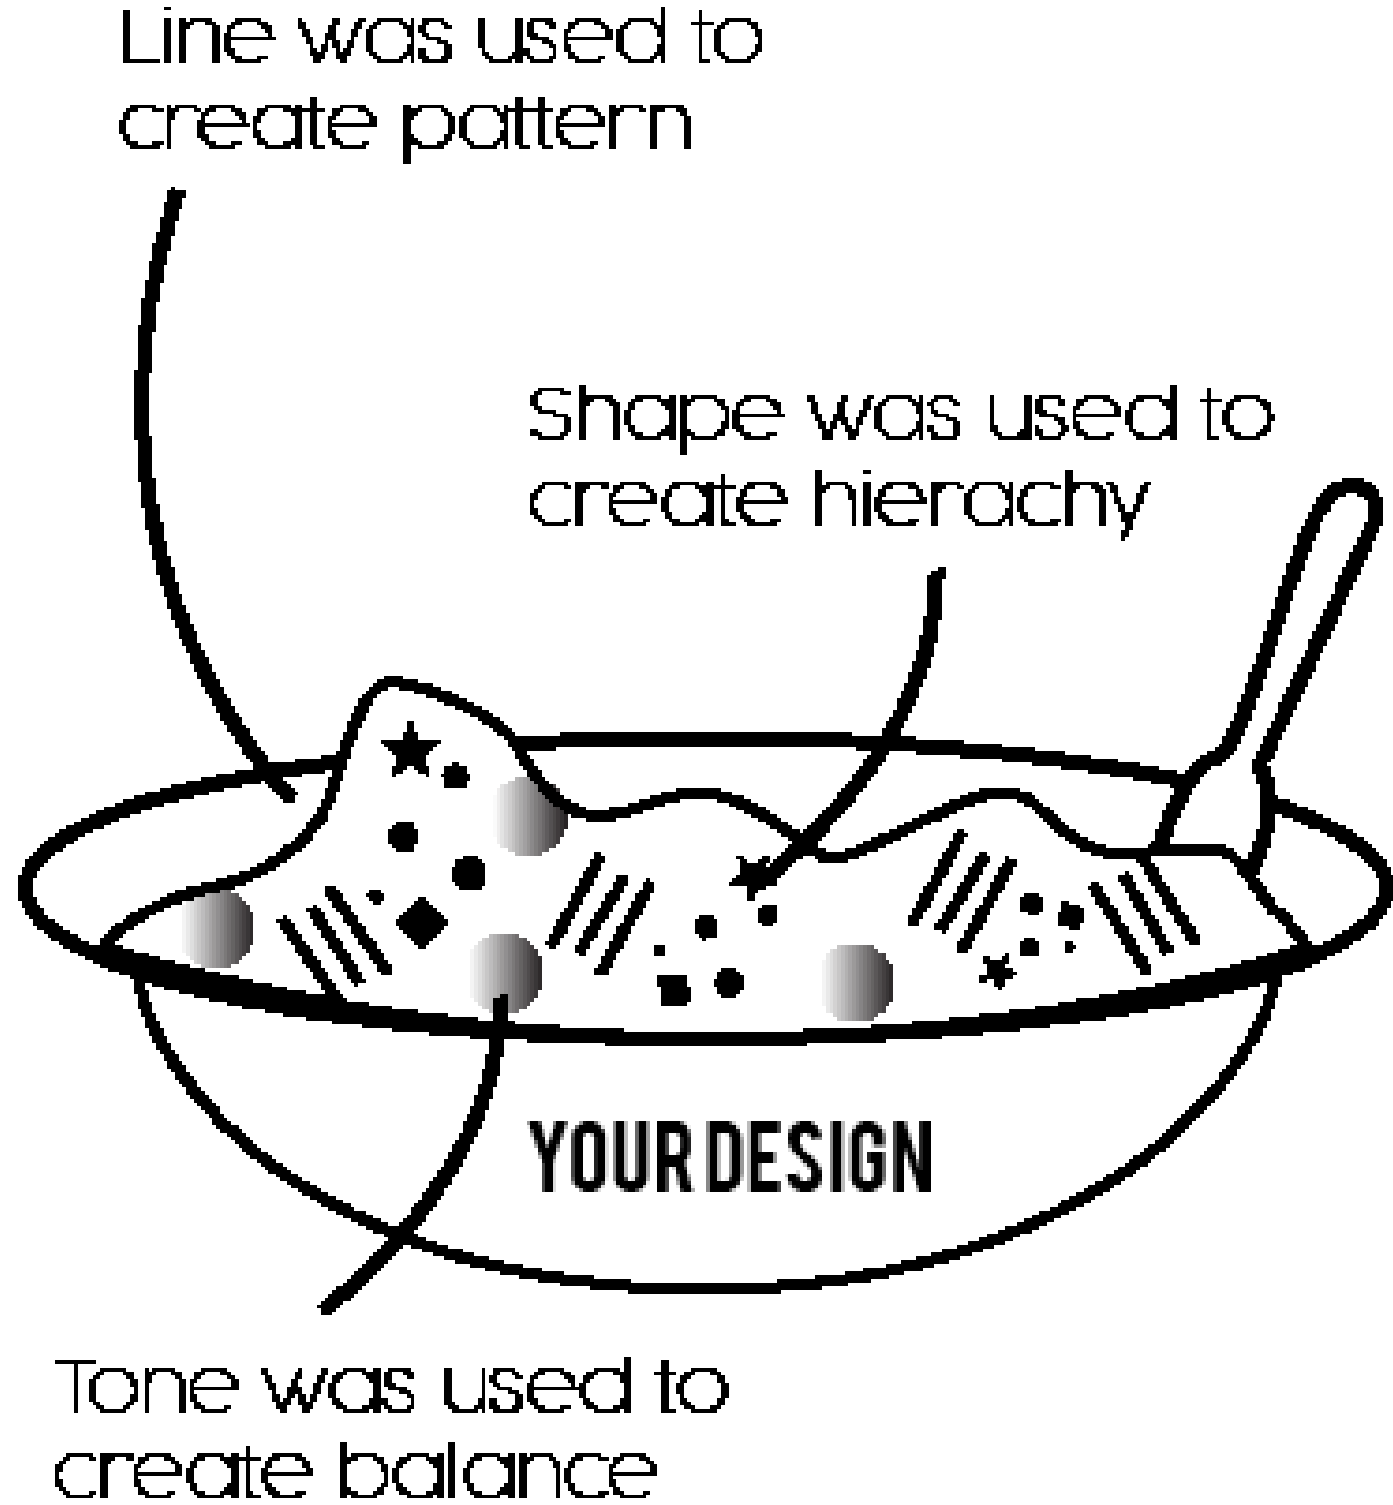 Line was used to
create pattern
Shape was used to
create hierachy
YOUR DESIGN
Tone was used to
create balance